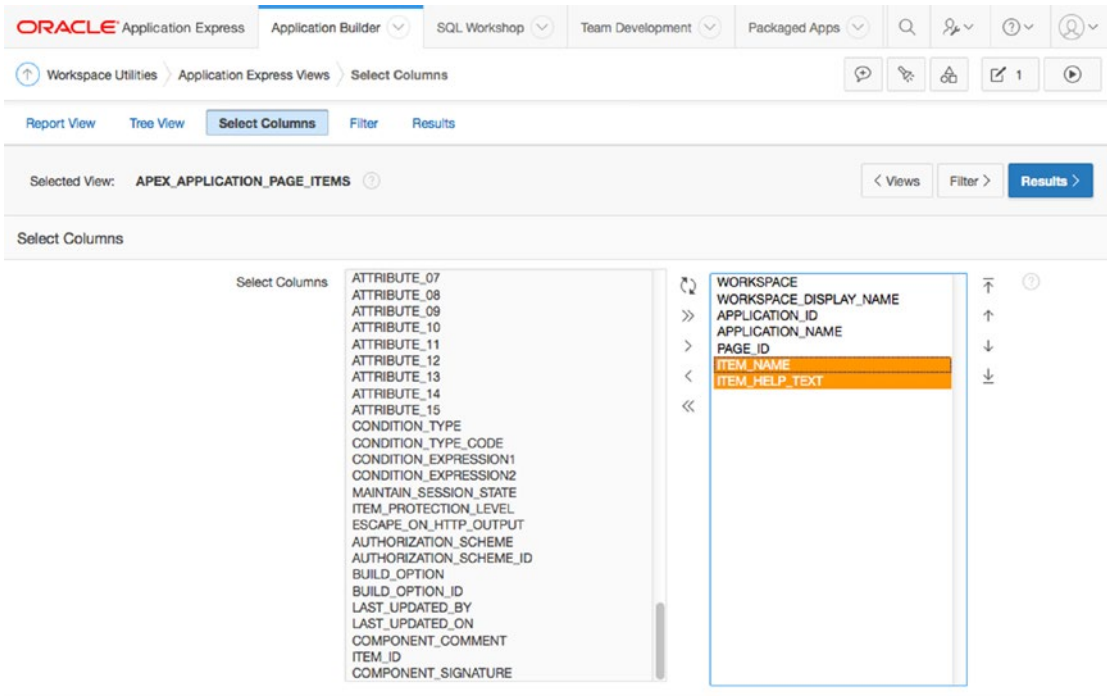 ORACLE Application Express Application Builder SQL Workshop Team Development Packaged Apps
Workspace Utilities Application Express Views Select Columns 1
Report View Tree View Select Columns Filter Results
Selected View: APEX_APPLICATION_PAGE_ITEMS < Views Filter > Results >
Select Columns
Select Columns
ATTRIBUTE_07
ATTRIBUTE_08
ATTRIBUTE_09
ATTRIBUTE_10
ATTRIBUTE_11
ATTRIBUTE_12
ATTRIBUTE_13
ATTRIBUTE_14
ATTRIBUTE_15
CONDITION_TYPE
CONDITION_TYPE_CODE
CONDITION_EXPRESSION1
CONDITION_EXPRESSION2
MAINTAIN_SESSION_STATE
ITEM_PROTECTION_LEVEL
ESCAPE_ON_HTTP_OUTPUT
AUTHORIZATION_SCHEME
AUTHORIZATION_SCHEME_ID
BUILD_OPTION
BUILD_OPTION_ID
LAST_UPDATED_BY
LAST_UPDATED_ON
COMPONENT_COMMENT
ITEM_ID
COMPONENT_SIGNATURE
WORKSPACE
WORKSPACE_DISPLAY_NAME
APPLICATION_ID
APPLICATION_NAME
PAGE_ID
ITEM_NAME
ITEM_HELP_TEXT